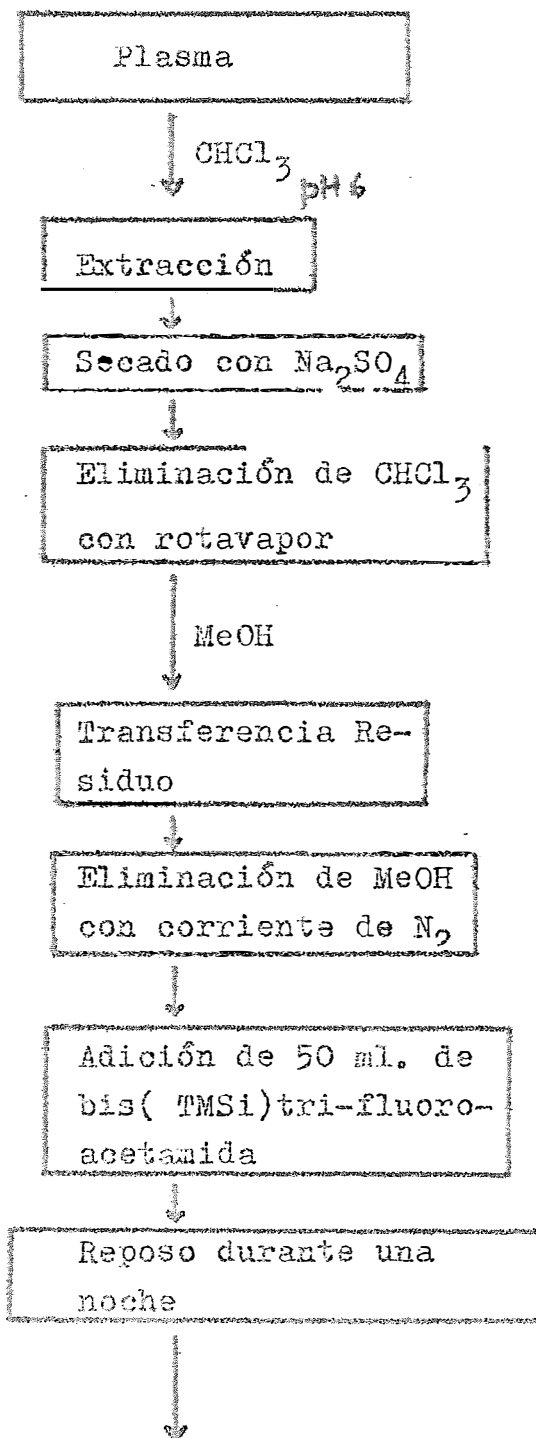 Plasma
CHCl3
pH 6
Extracción
Secado con Na2SO4
Eliminación de CHCl3
con rotavapor
MeOH
Transferencia Re-
siduo
Eliminación de MeOH
con corriente de N2
Adición de 50 ml. de
bis( TMSi)tri-fluoro-
acetamida
Reposo durante una
noche